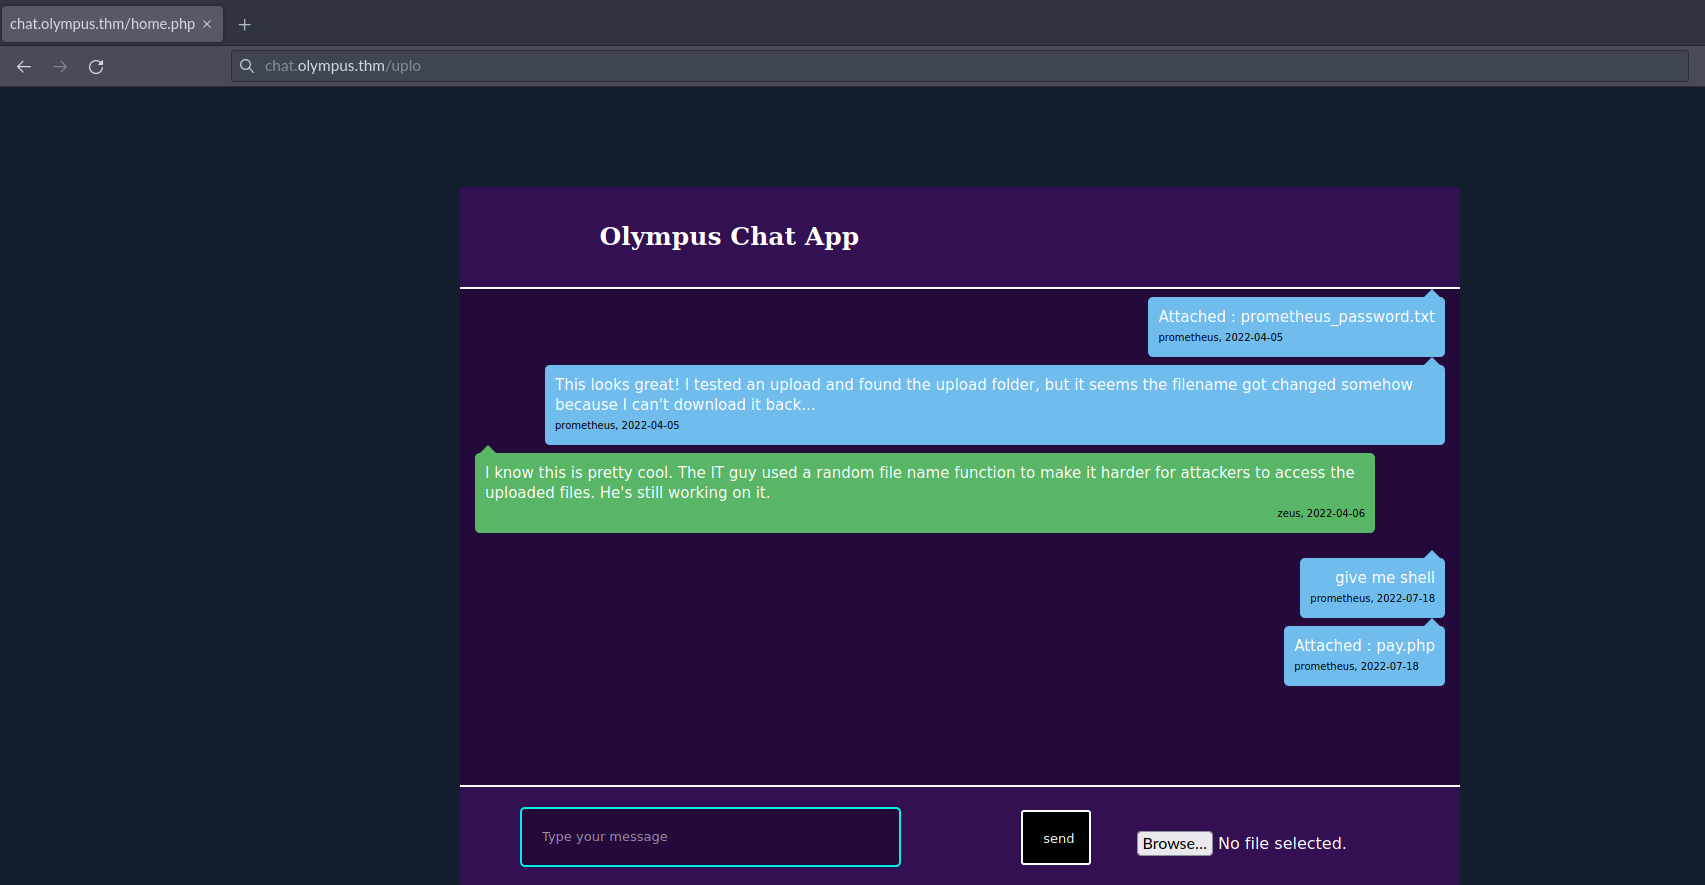 chat.olympus.thm/home.php
chat.olympus.thm/uplo
Olympus Chat App
Attached : prometheus_password.txt
prometheus, 2022-04-05
This looks great! I tested an upload and found the upload folder, but it seems the filename got changed somehow
because I can't download it back...
prometheus, 2022-04-05
I know this is pretty cool. The IT guy used a random file name function to make it harder for attackers to access the
uploaded files. He's still working on it.
zeus, 2022-04-06
give me shell
prometheus, 2022-07-18
Attached : pay.php
prometheus, 2022-07-18
Type your message
send
Browse... No file selected.